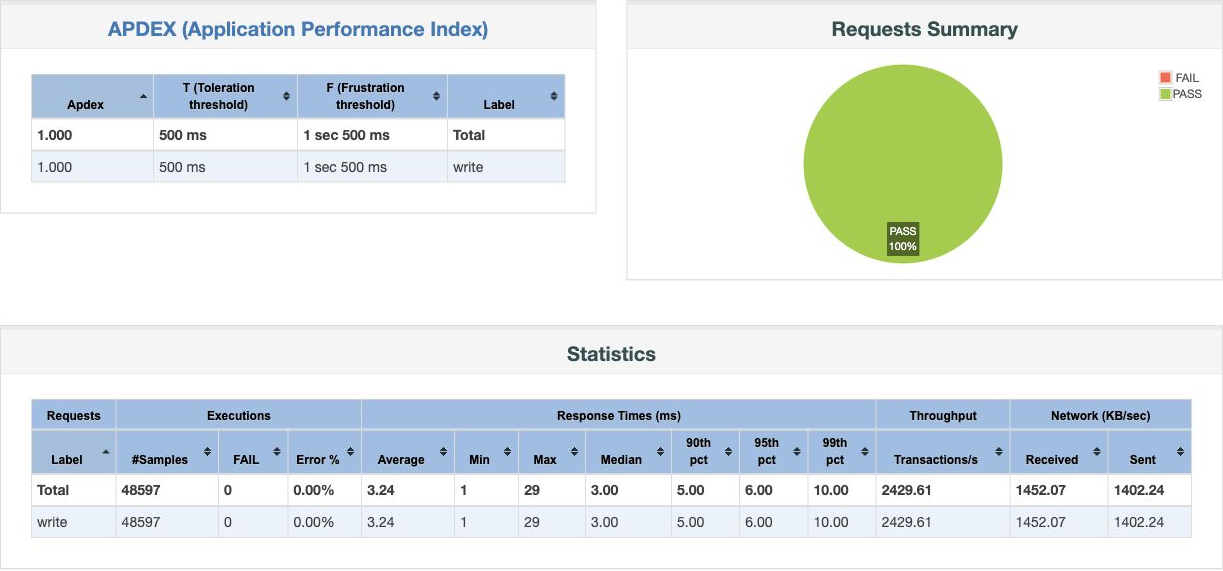 APDEX (Application Performance Index)
Apdex T (Toleration threshold) F (Frustration threshold) Label
1.000 500 ms 1 sec 500 ms Total
1.000 500 ms 1 sec 500 ms write
Requests Summary
FAIL
PASS
PASS
100%
Statistics
Requests Executions Response Times (ms) Throughput Network (KB/sec)
Label #Samples FAIL Error % Average Min Max Median 90th pct 95th pct 99th pct Transactions/s Received Sent
Total 48597 0 0.00% 3.24 1 29 3.00 5.00 6.00 10.00 2429.61 1452.07 1402.24
write 48597 0 0.00% 3.24 1 29 3.00 5.00 6.00 10.00 2429.61 1452.07 1402.24